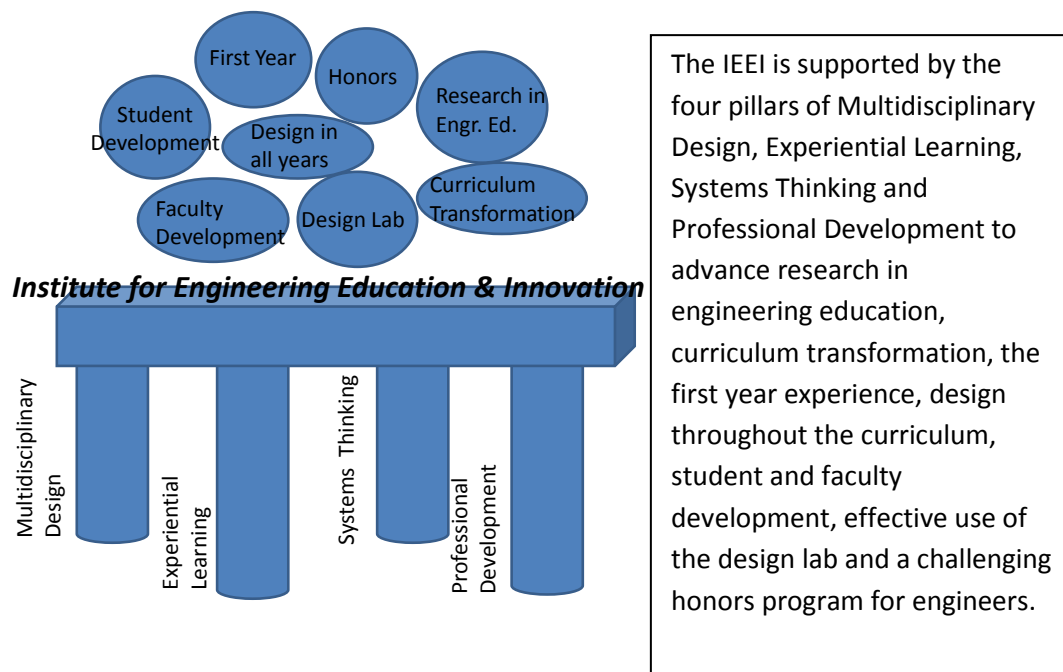 First Year
Honors
Research in
Engr. Ed.
Student
Development
Design in
all years
Curriculum
Transformation
Faculty
Development
Design Lab
Institute for Engineering Education & Innovation
Multidisciplinary
Design
Experiential
Learning
Systems Thinking
Professional
Development
The IEEI is supported by the
four pillars of Multidisciplinary
Design, Experiential Learning,
Systems Thinking and
Professional Development to
advance research in
engineering education,
curriculum transformation, the
first year experience, design
throughout the curriculum,
student and faculty
development, effective use of
the design lab and a challenging
honors program for engineers.